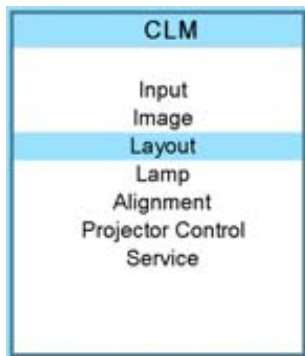 CLM
Input
Image
Layout
Lamp
Alignment
Projector Control
Service